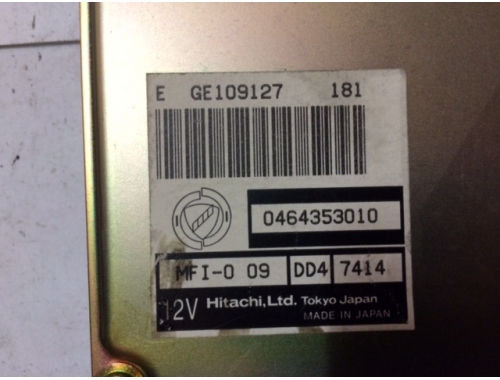 E GE109127 181
0464353010
MFI-0 09 DD4 7414
12V Hitachi,Ltd. Tokyo Japan
MADE IN JAPAN